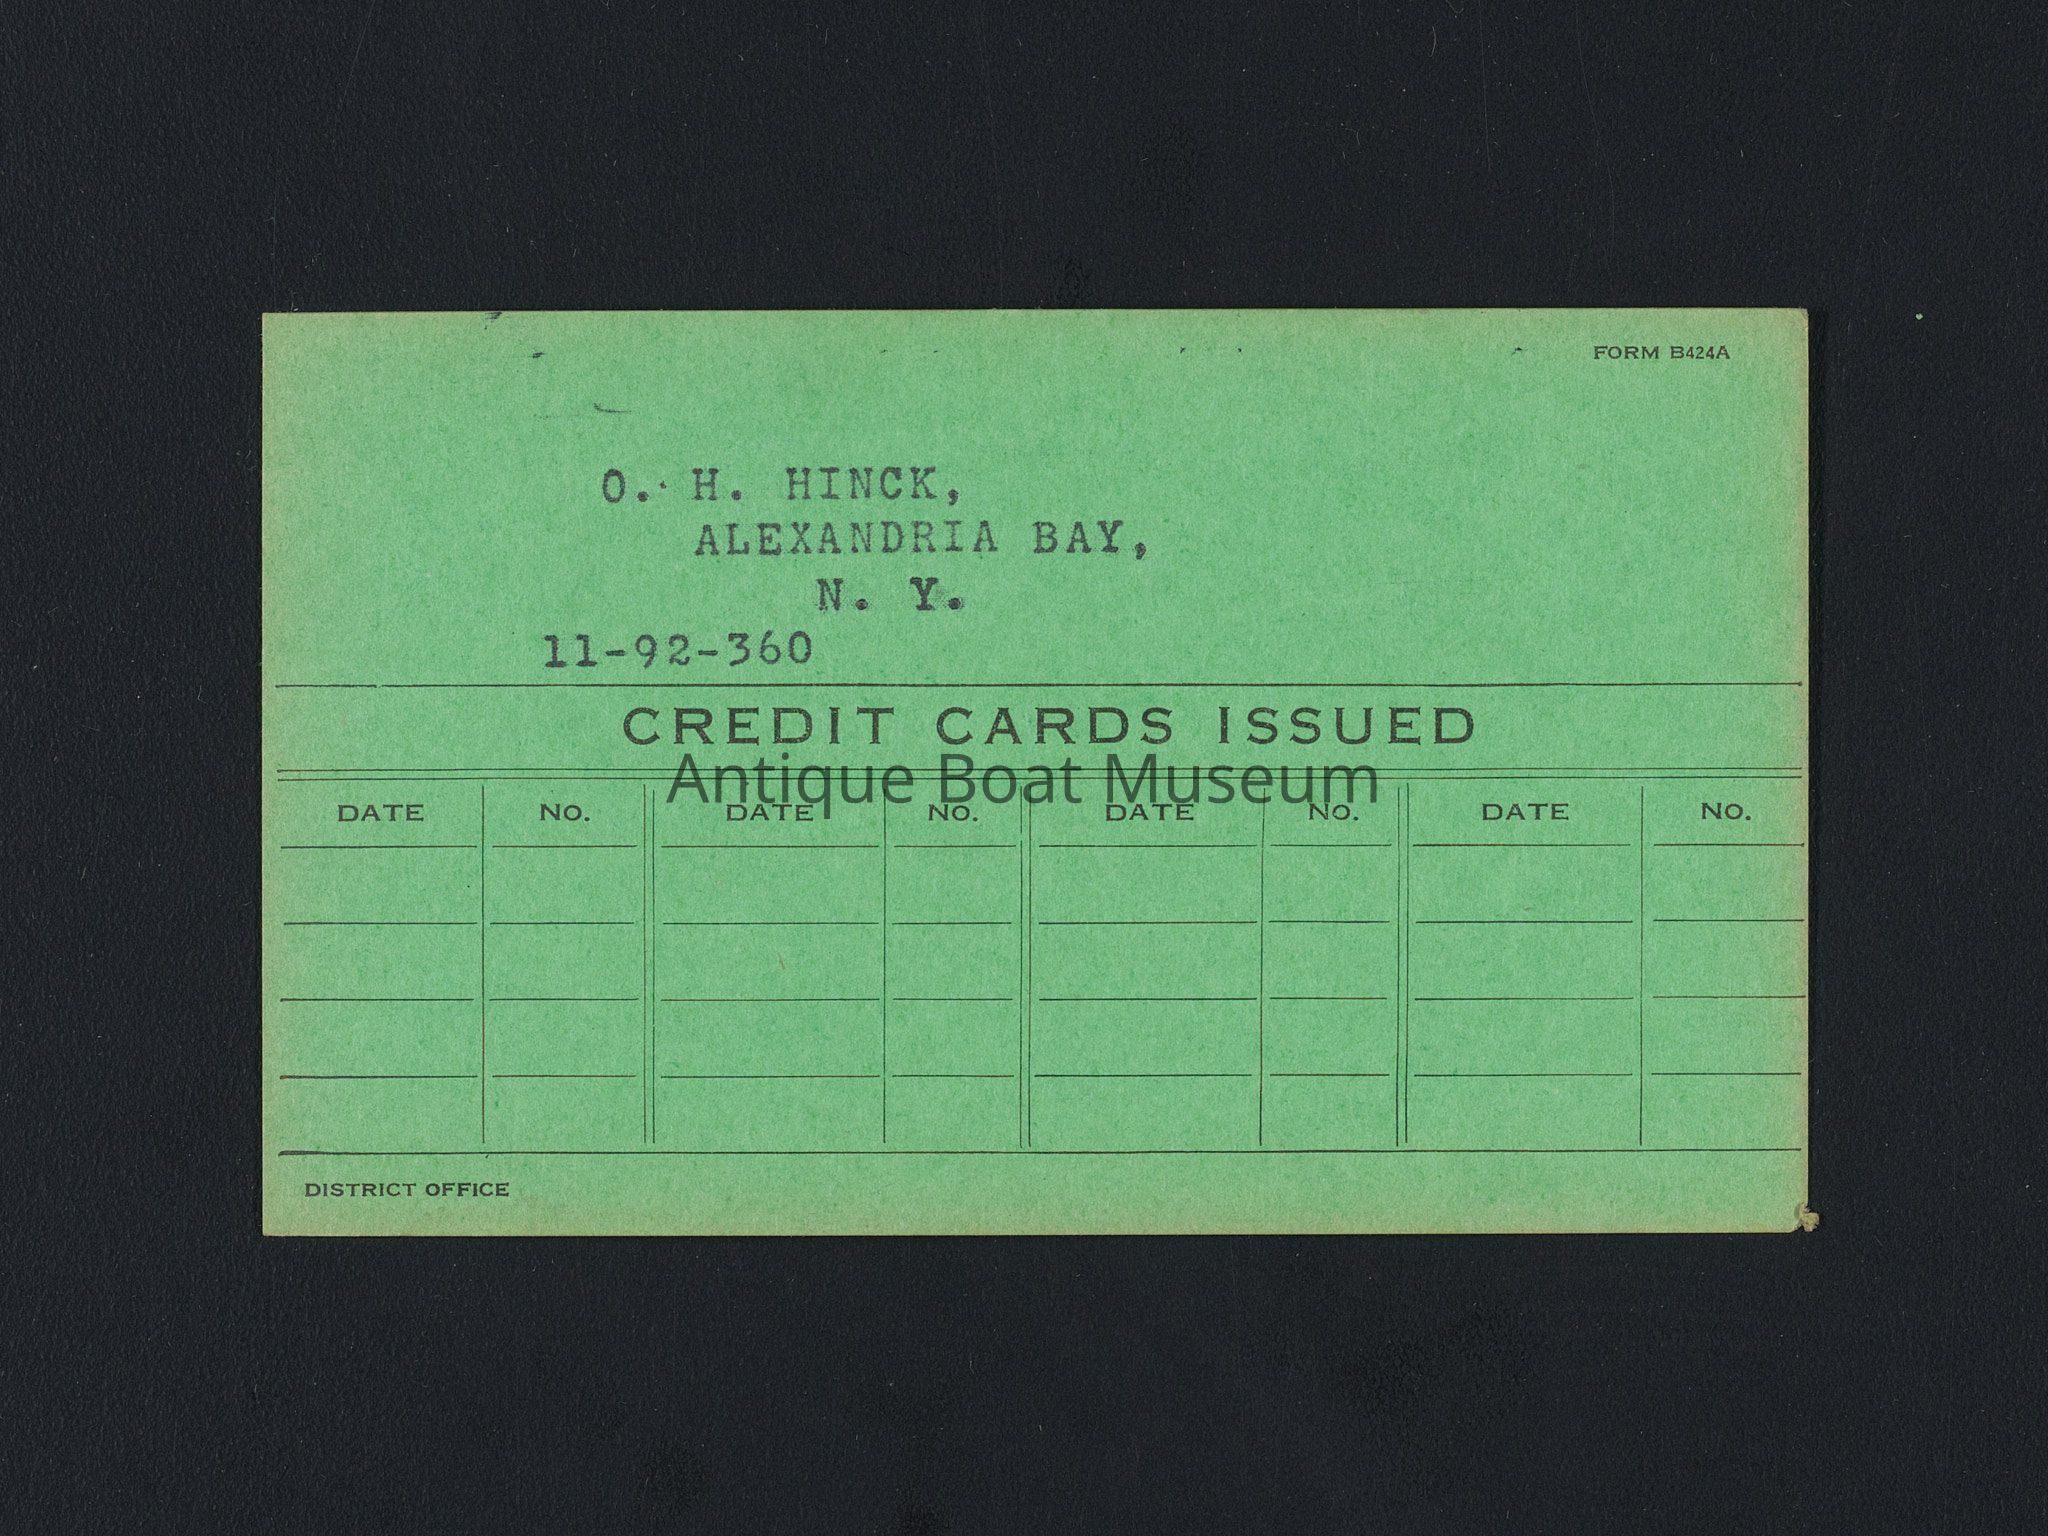 FORM B424A
O. H. HINCK,
ALEXANDRIA BAY,
N. Y.
11-92-360
CREDIT CARDS ISSUED
Antique Boat Museum
DATE NO. DATE NO. DATE NO. DATE NO.
DISTRICT OFFICE